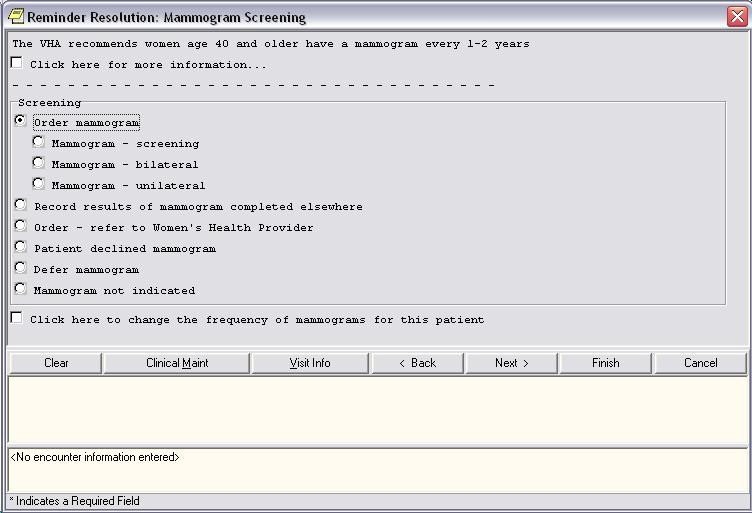 Reminder Resolution: Mammogram Screening
The VHA recommends women age 40 and older have a mammogram every 1-2 years
Click here for more information...
- - - - - - - - - - - - - - - - - - - - - - - - - - - - - - - - - - -
Screening
Order mammogram
Mammogram - screening
Mammogram - bilateral
Mammogram - unilateral
Record results of mammogram completed elsewhere
Order - refer to Women's Health Provider
Patient declined mammogram
Defer mammogram
Mammogram not indicated
Click here to change the frequency of mammograms for this patient
Clear Clinical Maint Visit Info < Back Next > Finish Cancel
<No encounter information entered>
* Indicates a Required Field